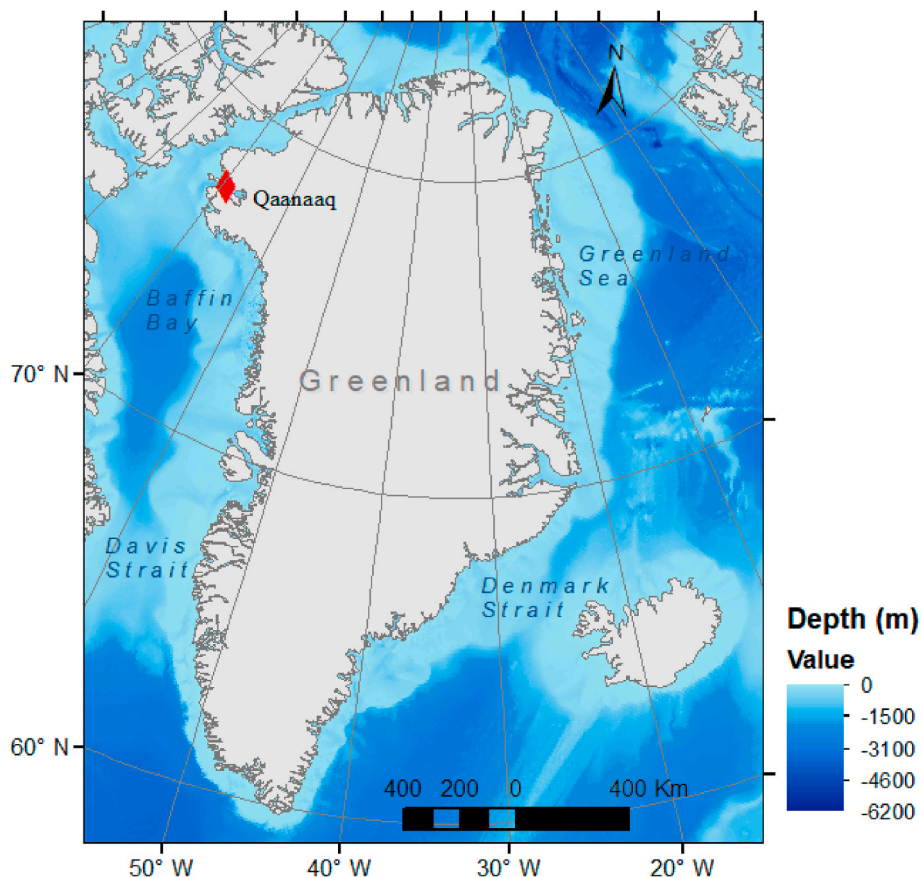 N
Qaanaaq
Greenland
Sea
Baffin
Bay
70° N
Greenland
Davis
Strait
Denmark
Strait
Depth (m)
Value
0
-1500
-3100
-4600
-6200
60° N
400 200 0 400 Km
50° W 40° W 30° W 20° W